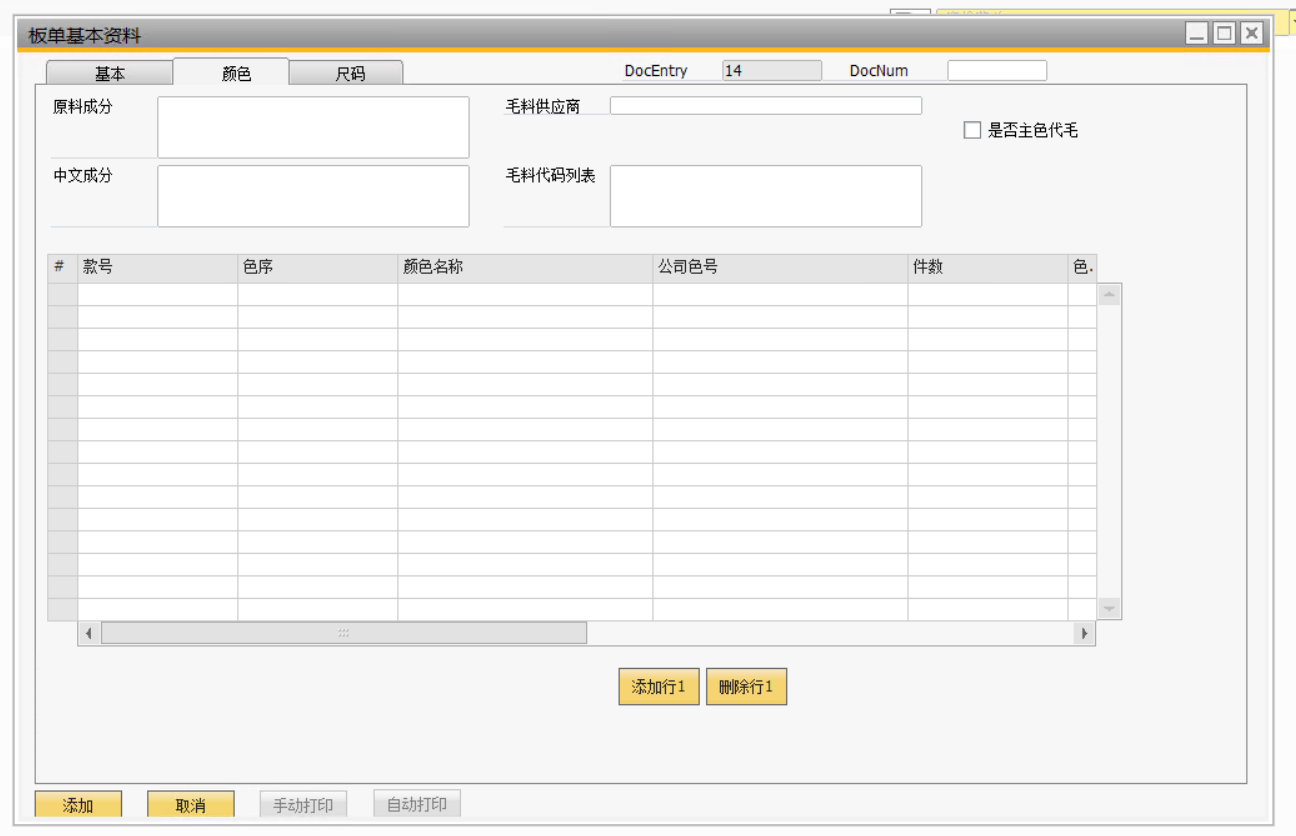 板单基本资料
基本 颜色 尺码 DocEntry 14 DocNum
原料成分 毛料供应商
是否主色代毛
中文成分 毛料代码列表
# 款号 色序 颜色名称 公司色号 件数 色.
添加行1 删除行1
添加 取消 手动打印 自动打印